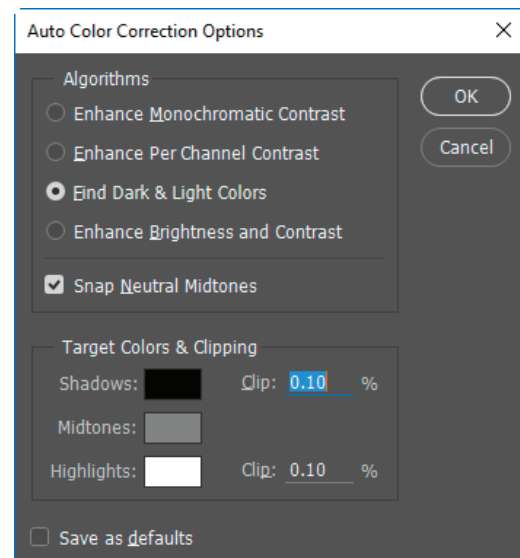 Auto Color Correction Options
Algorithms
OK
Enhance Monochromatic Contrast
Cancel
Enhance Per Channel Contrast
Find Dark & Light Colors
Enhance Brightness and Contrast
Snap Neutral Midtones
Target Colors & Clipping
Shadows: Clip: 0.10 %
Midtones:
Highlights: Clip: 0.10 %
Save as defaults